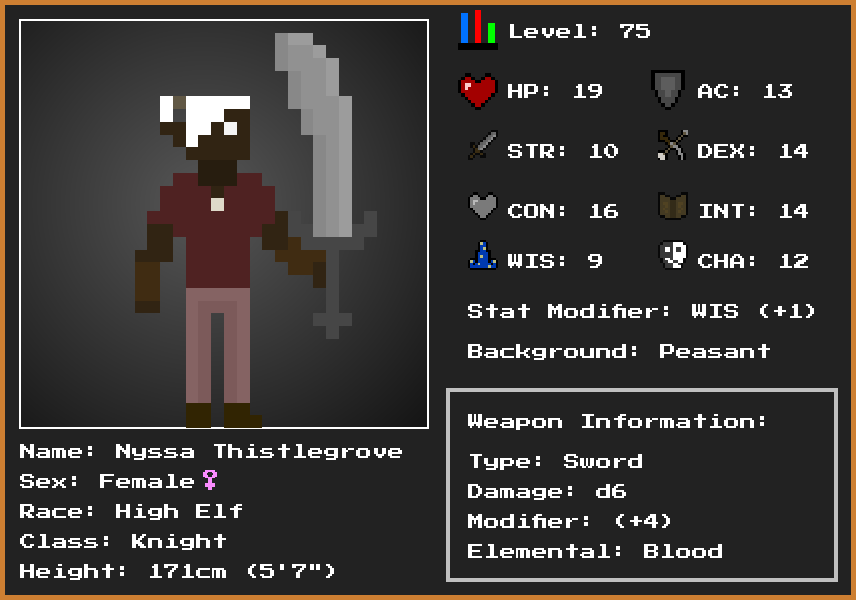 Level: 75
HP: 19
AC: 13
STR: 10
DEX: 14
CON: 16
INT: 14
WIS: 9
CHA: 12
Stat Modifier: WIS (+1)
Background: Peasant
Weapon Information:
Type: Sword
Damage: d6
Modifier: (+4)
Elemental: Blood
Name: Nyssa Thistlegrove
Sex: Female♀
Race: High Elf
Class: Knight
Height: 171cm (5'7")